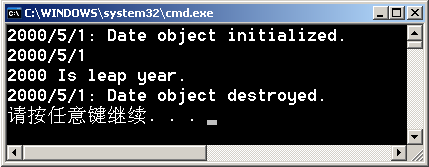 C:\WINDOWS\system32\cmd.exe
2000/5/1: Date object initialized.
2000/5/1
2000 Is leap year.
2000/5/1: Date object destroyed.
请按任意键继续. . .